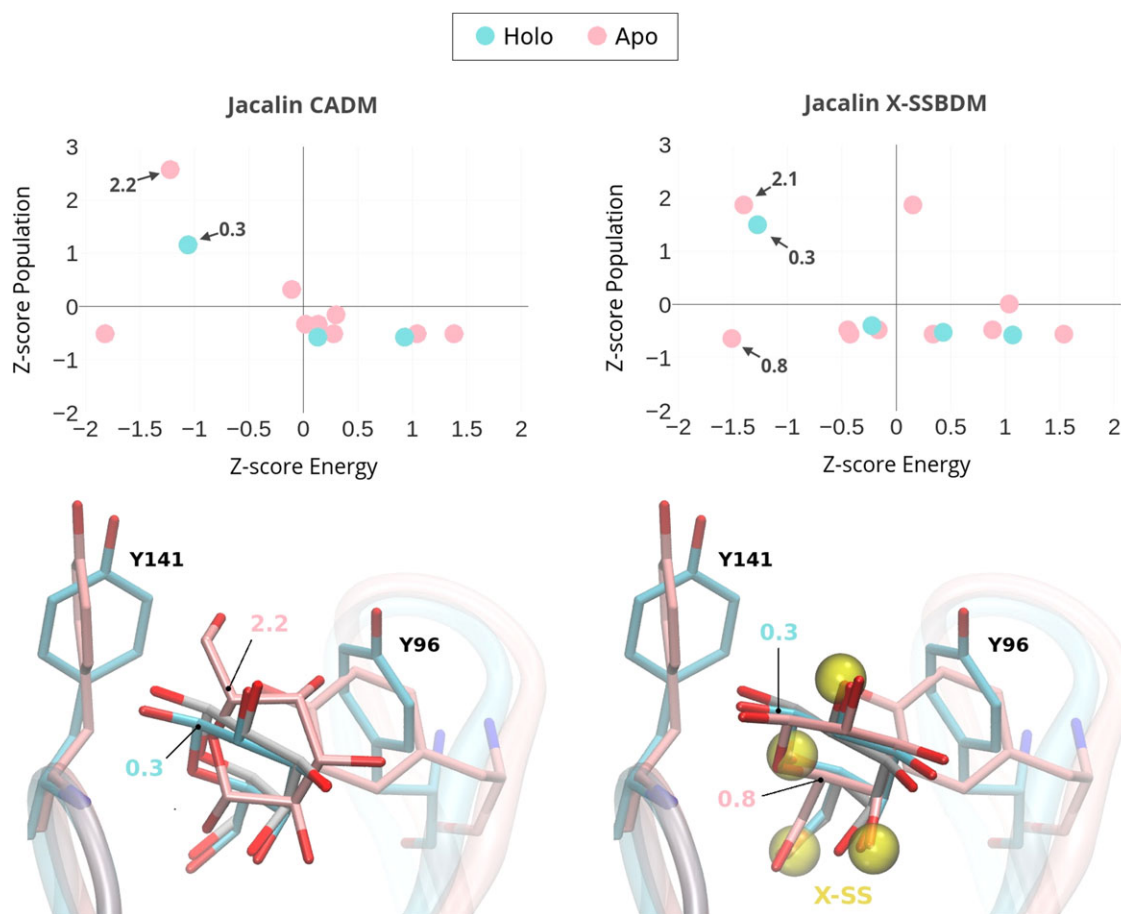 Holo Apo
Jacalin CADM
3
2
1
0
−1
−2
−2 −1.5 −1 −0.5 0 0.5 1 1.5 2
Z-score Population
Z-score Energy
2.2
0.3
Jacalin X-SSBDM
3
2
1
0
−1
−2
−2 −1.5 −1 −0.5 0 0.5 1 1.5 2
Z-score Population
Z-score Energy
2.1
0.3
0.8
Y141
2.2
Y96
0.3
Y141
0.3
Y96
0.8
X-SS